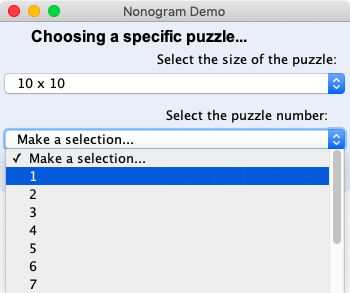 Nonogram Demo
Choosing a specific puzzle...
Select the size of the puzzle:
10 x 10
Select the puzzle number:
Make a selection...
✓ Make a selection...
1
2
3
4
5
6
7